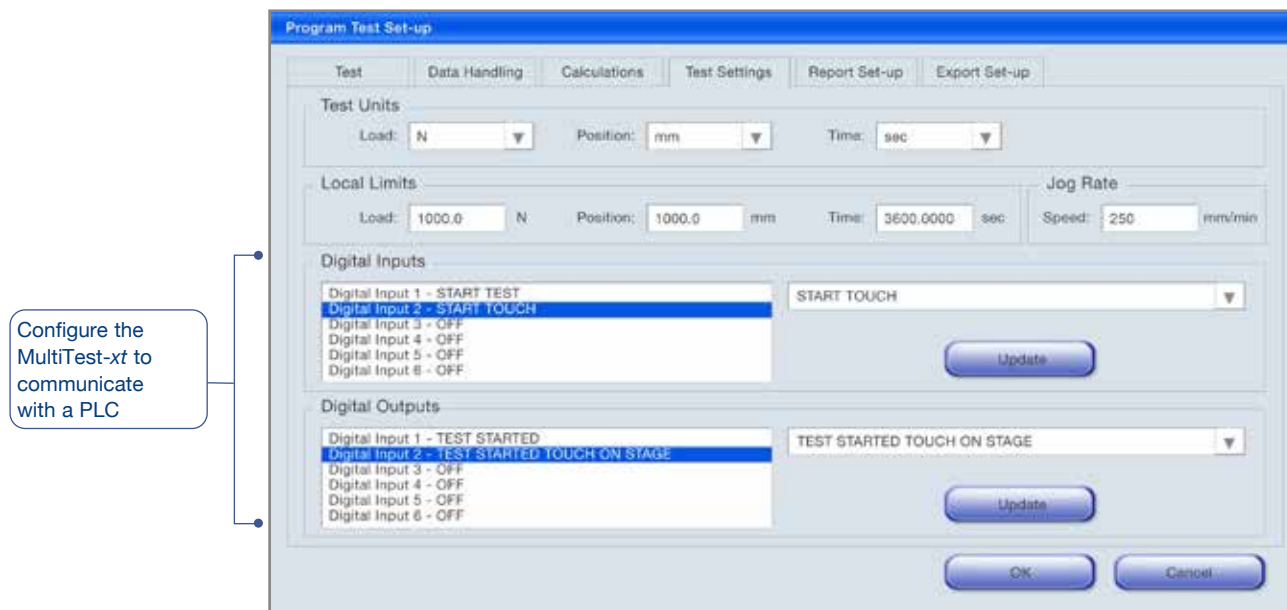 Program Test Set-up
Test Data Handling Calculations Test Settings Report Set-up Export Set-up
Test Units
Load: N Position: mm Time: sec
Local Limits Jog Rate
Load: 1000.0 N Position: 1000.0 mm Time: 3600.0000 sec Speed: 250 mm/min
Digital Inputs
Digital Input 1 - START TEST
Digital Input 2 - START TOUCH
Digital Input 3 - OFF
Digital Input 4 - OFF
Digital Input 5 - OFF
Digital Input 6 - OFF
START TOUCH
Update
Configure the
MultiTest-xt to
communicate
with a PLC
Digital Outputs
Digital Input 1 - TEST STARTED
Digital Input 2 - TEST STARTED TOUCH ON STAGE
Digital Input 3 - OFF
Digital Input 4 - OFF
Digital Input 5 - OFF
Digital Input 6 - OFF
TEST STARTED TOUCH ON STAGE
Update
OK Cancel